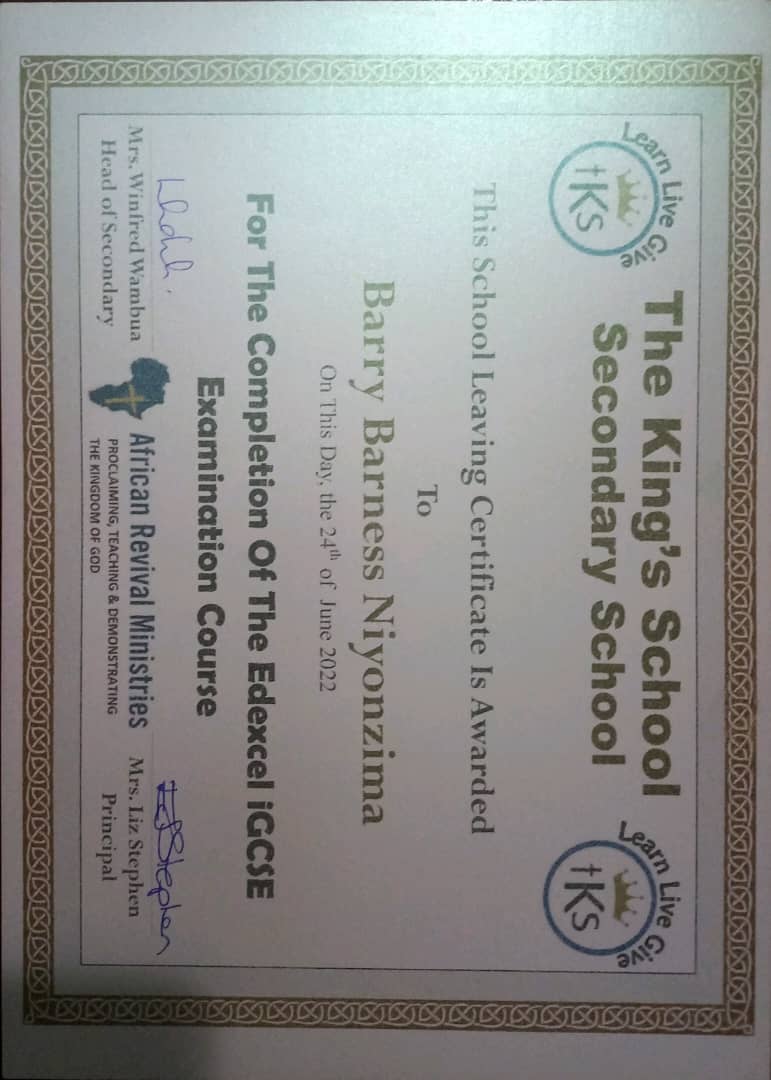 Learn Live Give
tKs
The King's School
Secondary School
Learn Live Give
tKs
This School Leaving Certificate Is Awarded
To
Barry Barness Niyonzima
On This Day, the 24th of June 2022
For The Completion Of The Edexcel iGCSE
Examination Course
Mrs. Winfred Wambua
Head of Secondary
African Revival Ministries
PROCLAIMING, TEACHING & DEMONSTRATING
THE KINGDOM OF GOD
Stephen
Mrs. Liz Stephen
Principal